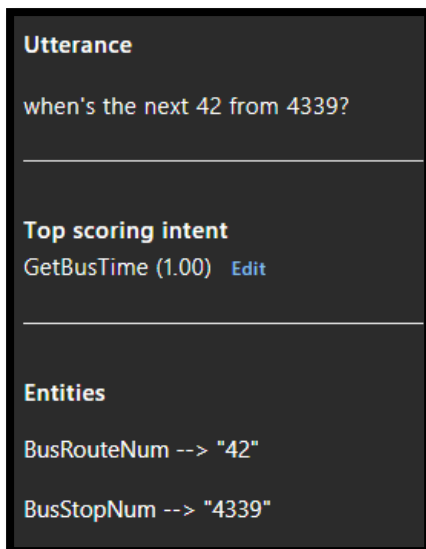 Utterance
when's the next 42 from 4339?
Top scoring intent
GetBusTime (1.00) Edit
Entities
BusRouteNum --> "42"
BusStopNum --> "4339"